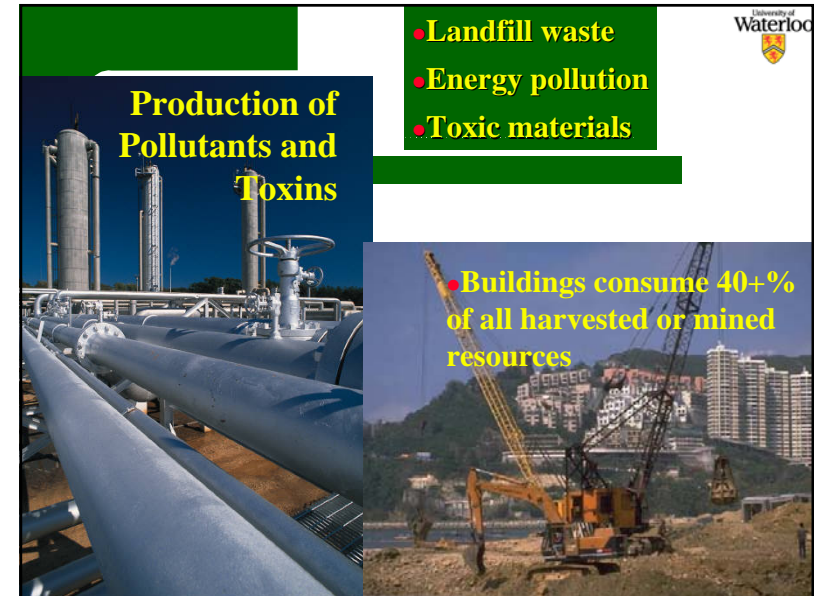 Production of
Pollutants and
Toxins
●Landfill waste
●Energy pollution
●Toxic materials
University of
Waterloo
●Buildings consume 40+%
of all harvested or mined
resources